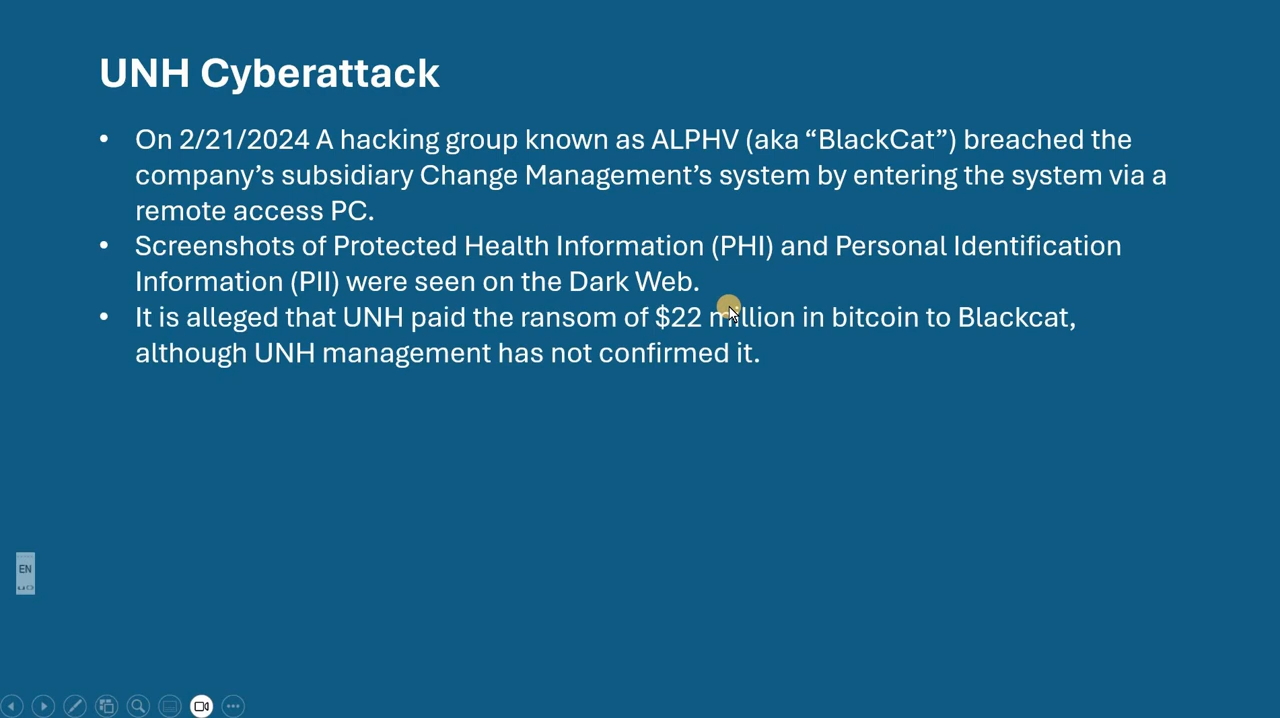 UNH Cyberattack
• On 2/21/2024 A hacking group known as ALPHV (aka “BlackCat”) breached the
company’s subsidiary Change Management’s system by entering the system via a
remote access PC.
• Screenshots of Protected Health Information (PHI) and Personal Identification
Information (PII) were seen on the Dark Web.
• It is alleged that UNH paid the ransom of $22 million in bitcoin to Blackcat,
although UNH management has not confirmed it.
EN